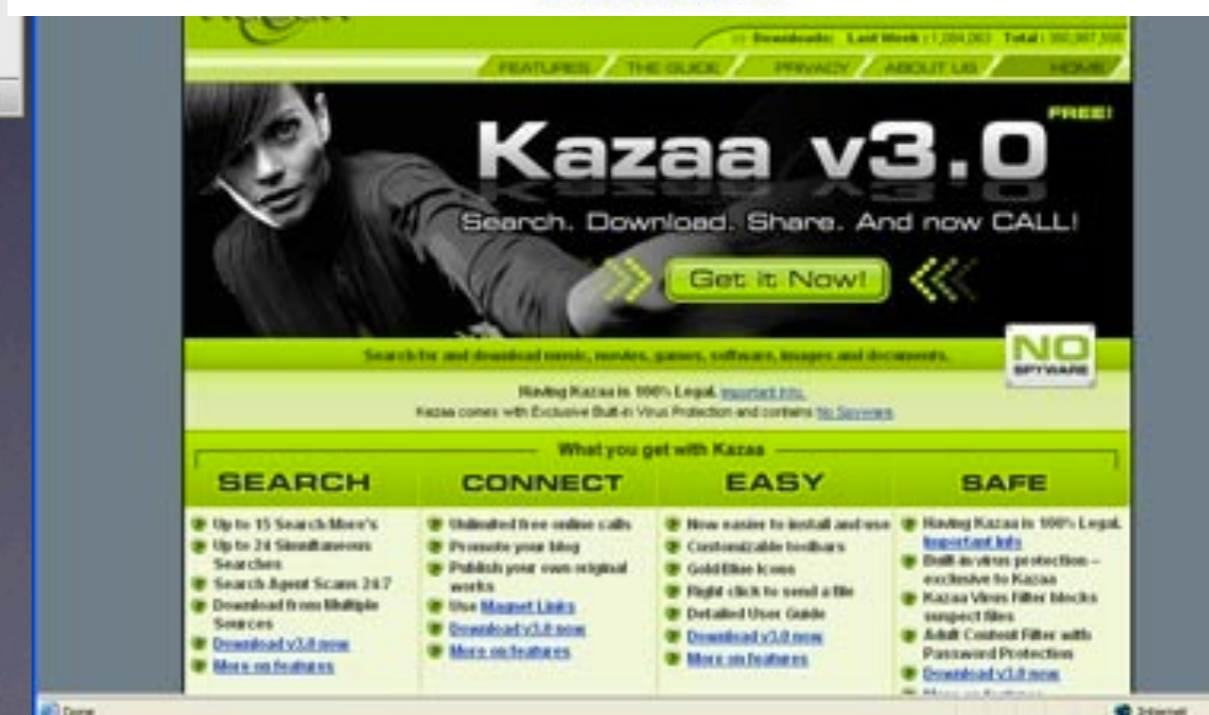 Downloads: Last Week : Total :
FEATURES / THE GUIDE / PRIVACY / ABOUT US / HOME
FREE!
Kazaa v3.0
Search. Download. Share. And now CALL!
Get it Now!
Search for and download music, movies, games, software, images and documents.
NO
SPYWARE
Having Kazaa is 100% Legal. Important Info.
Kazaa comes with Exclusive Built-in Virus Protection and contains No Spyware.
What you get with Kazaa
SEARCH
Up to 15 Search More's
Up to 24 Simultaneous
Searches
Search Agent Scans 24/7
Download from Multiple
Sources
Download v3.0 now
More on features
CONNECT
Unlimited free online calls
Promote your blog
Publish your own original
works
Use Magnet Links
Download v3.0 now
More on features
EASY
Now easier to install and use
Customizable toolbars
Gold/Blue Icons
Right click to send a file
Detailed User Guide
Download v3.0 now
More on features
SAFE
Having Kazaa is 100% Legal.
Important Info
Built-in virus protection –
exclusive to Kazaa
Kazaa Virus Filter blocks
suspect files
Adult Content Filter with
Password Protection
Download v3.0 now
Done
Internet